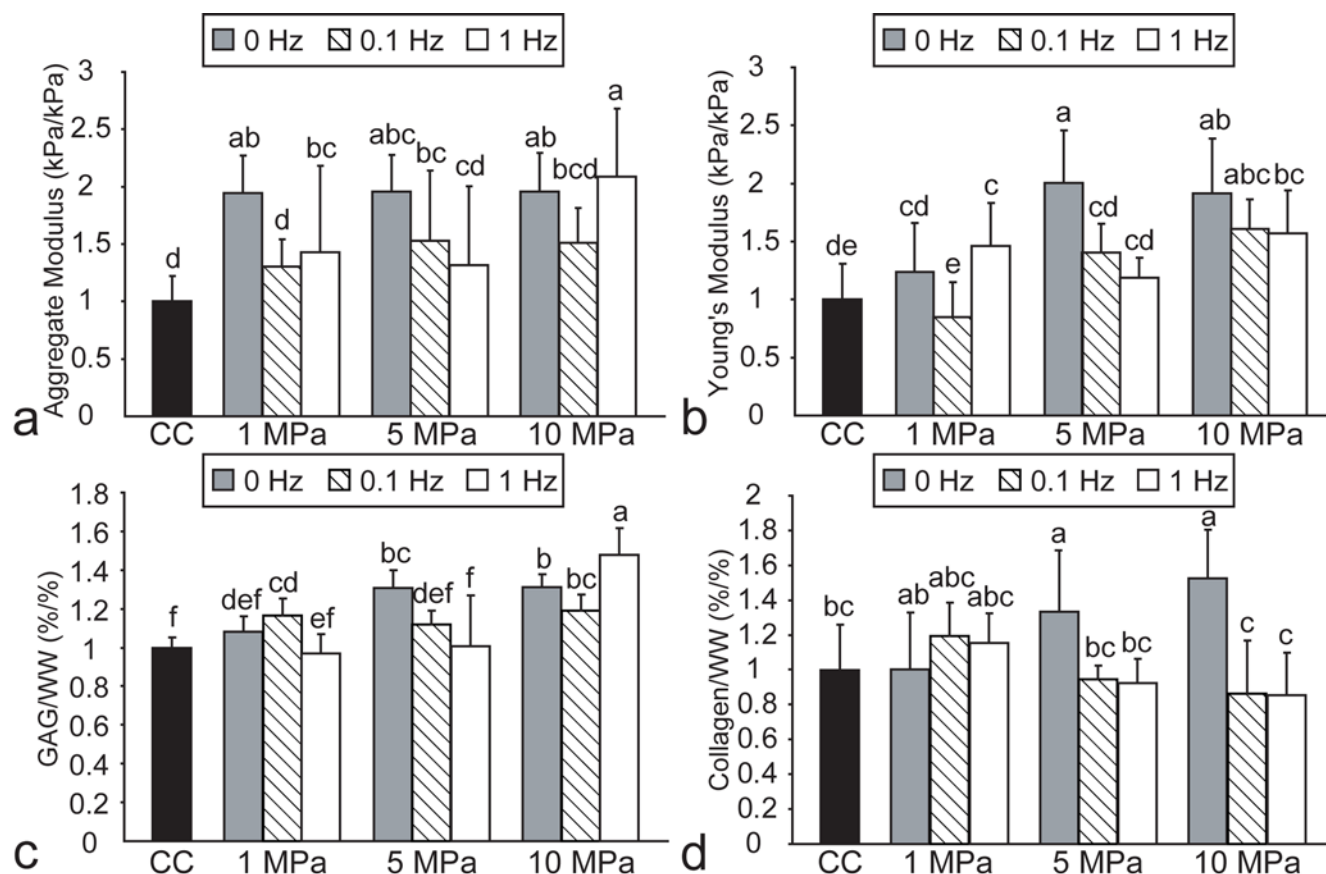 0 Hz 0.1 Hz 1 Hz
Aggregate Modulus (kPa/kPa)
3
2.5
2
1.5
1
0.5
0
d
ab
d
bc
abc
bc
cd
ab
bcd
a
CC 1 MPa 5 MPa 10 MPa
a
0 Hz 0.1 Hz 1 Hz
Young's Modulus (kPa/kPa)
3
2.5
2
1.5
1
0.5
0
de
cd
e
c
a
cd
cd
ab
abc
bc
CC 1 MPa 5 MPa 10 MPa
b
0 Hz 0.1 Hz 1 Hz
GAG/WW (%/%)
1.8
1.6
1.4
1.2
1
0.8
0.6
0.4
0.2
0
f
def
cd
ef
bc
def
f
b
bc
a
CC 1 MPa 5 MPa 10 MPa
c
0 Hz 0.1 Hz 1 Hz
Collagen/WW (%/%)
2
1.8
1.6
1.4
1.2
1
0.8
0.6
0.4
0.2
0
bc
ab
abc
abc
a
bc
bc
a
c
c
CC 1 MPa 5 MPa 10 MPa
d